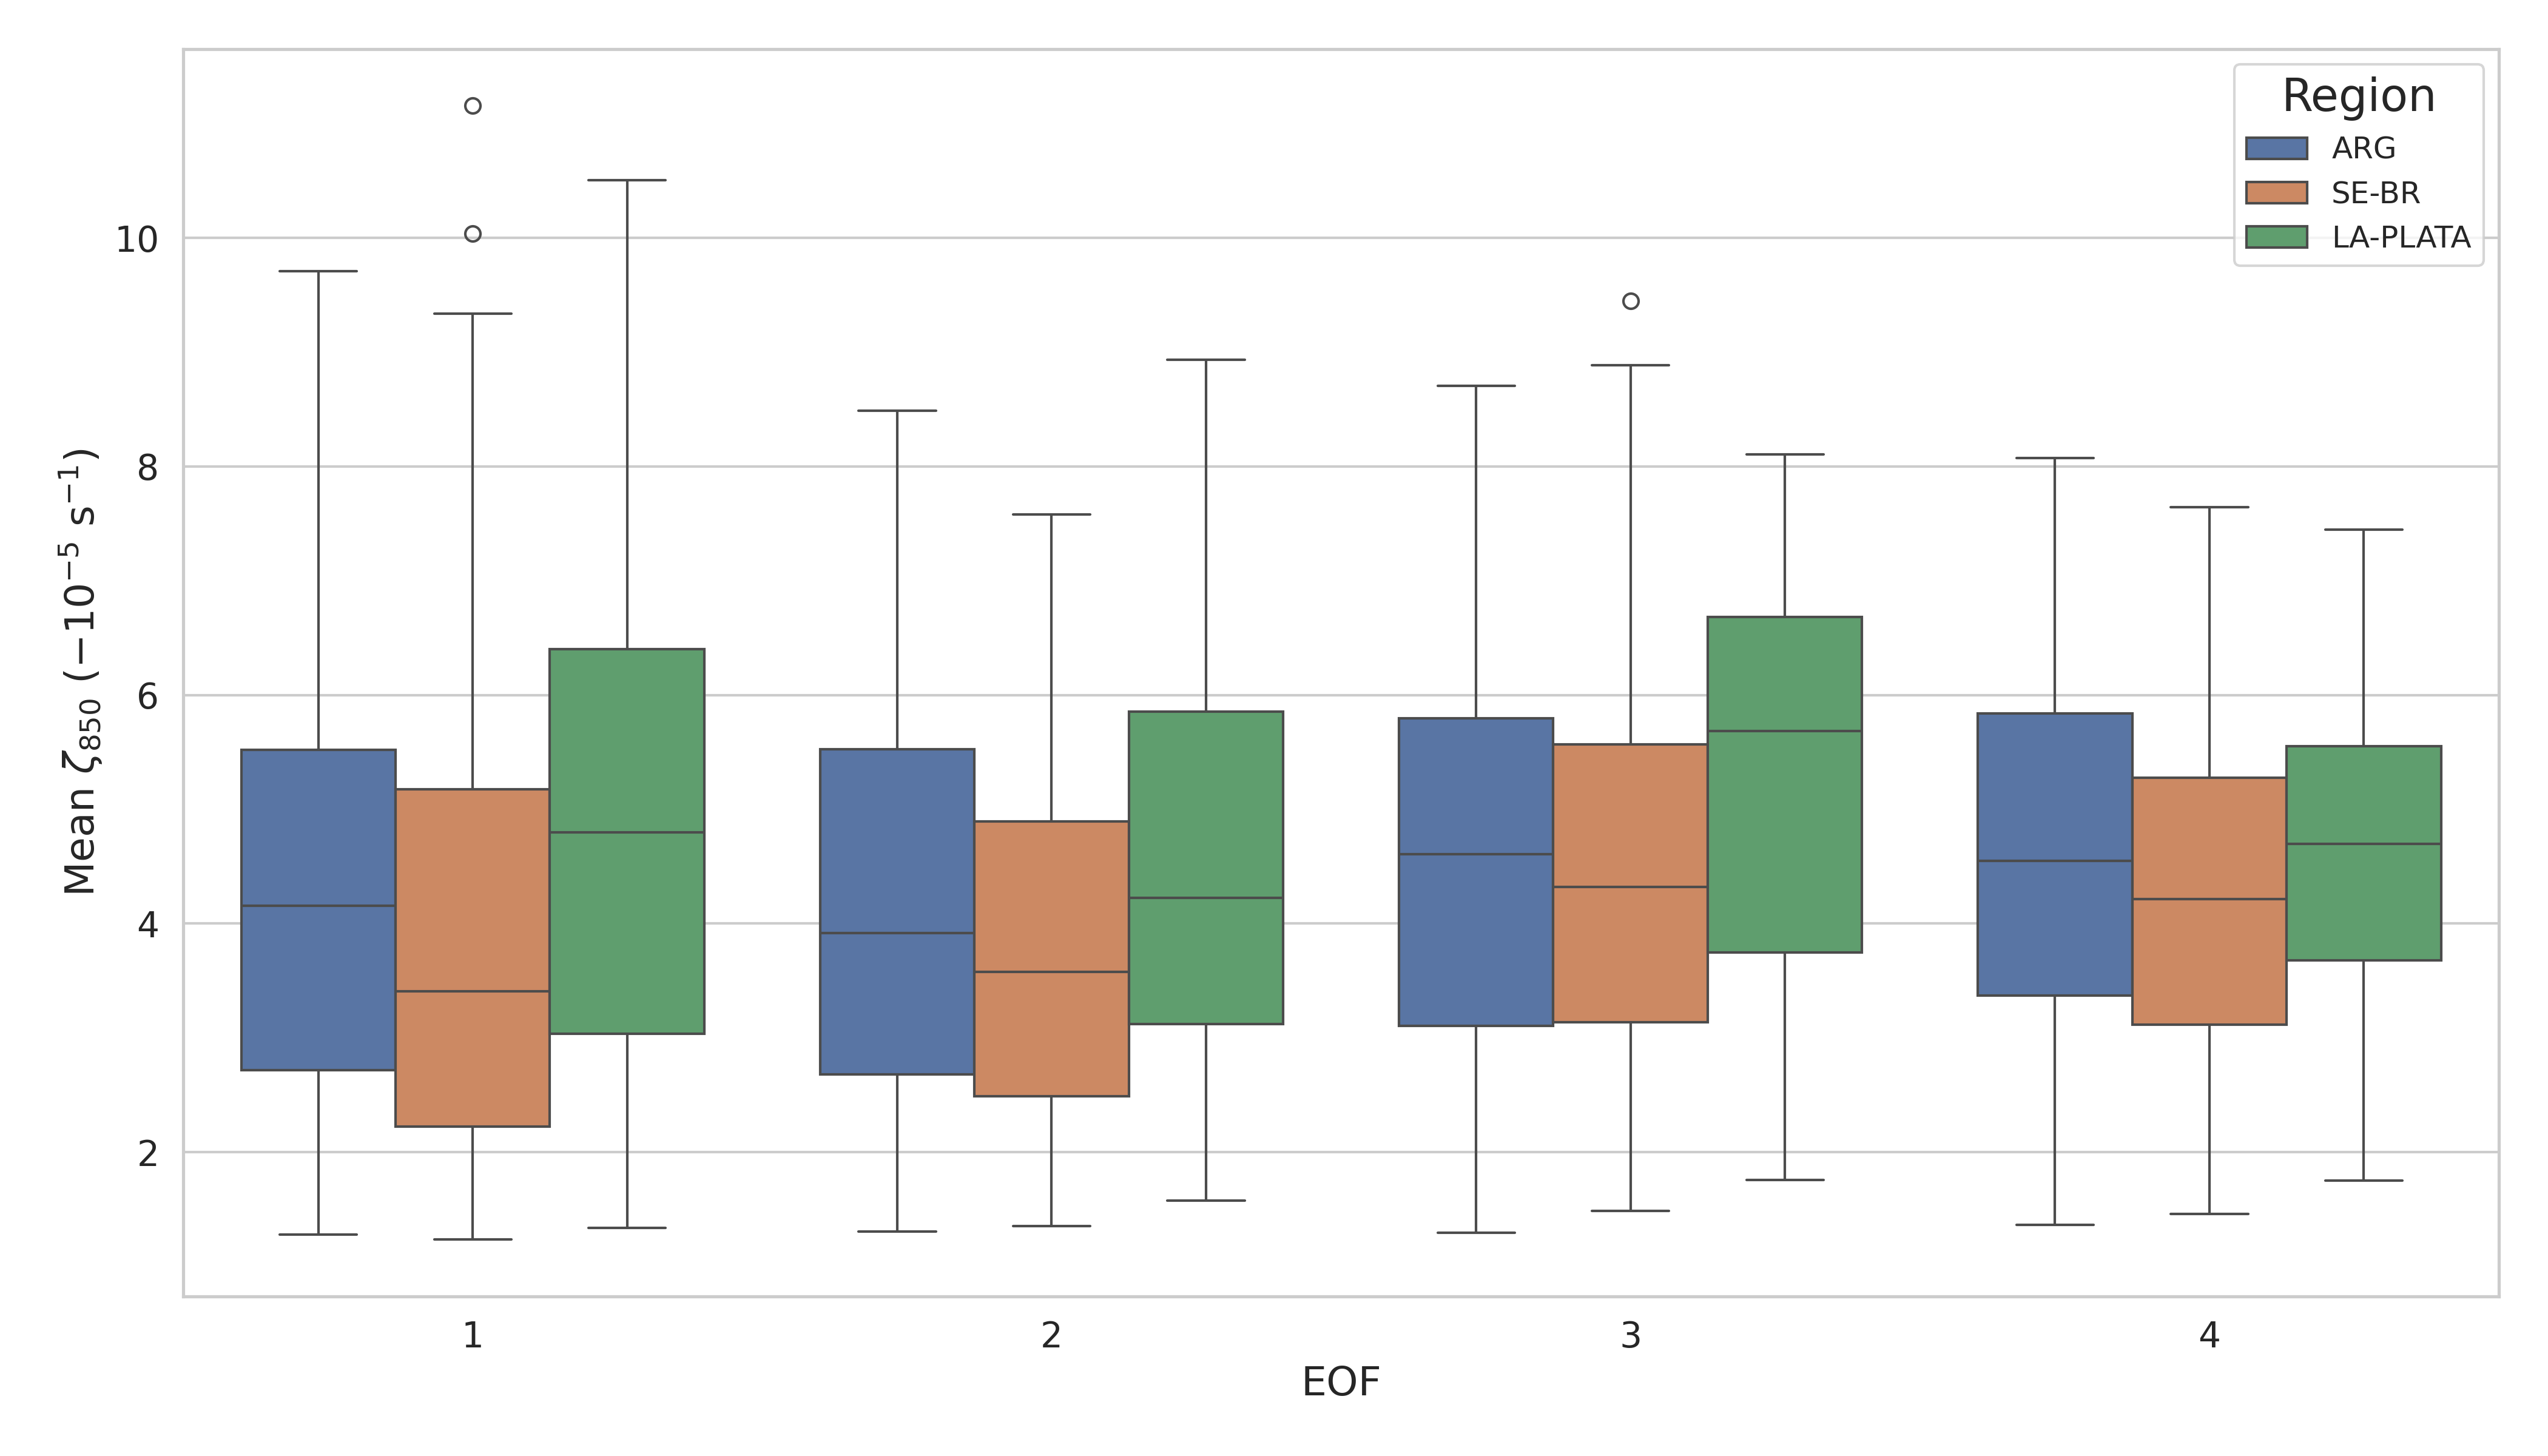 Region
ARG
SE-BR
LA-PLATA
10
8
6
4
2
Mean ζ₈₅₀ (−10⁻⁵ s⁻¹)
1 2 3 4
EOF